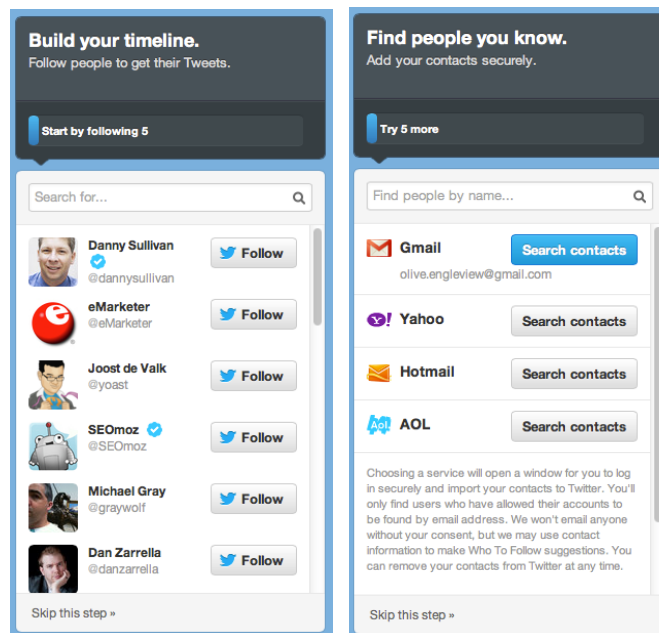 Build your timeline.
Follow people to get their Tweets.
Start by following 5
Search for...
Danny Sullivan
@dannysullivan
Follow
eMarketer
@eMarketer
Follow
Joost de Valk
@yoast
Follow
SEOmoz
@SEOmoz
Follow
Michael Gray
@graywolf
Follow
Dan Zarrella
@danzarrella
Follow
Skip this step »
Find people you know.
Add your contacts securely.
Try 5 more
Find people by name...
Gmail
Search contacts
olive.engleview@gmail.com
Yahoo
Search contacts
Hotmail
Search contacts
Aol.
AOL
Search contacts
Choosing a service will open a window for you to log
in securely and import your contacts to Twitter. You'll
only find users who have allowed their accounts to
be found by email address. We won't email anyone
without your consent, but we may use contact
information to make Who To Follow suggestions. You
can remove your contacts from Twitter at any time.
Skip this step »